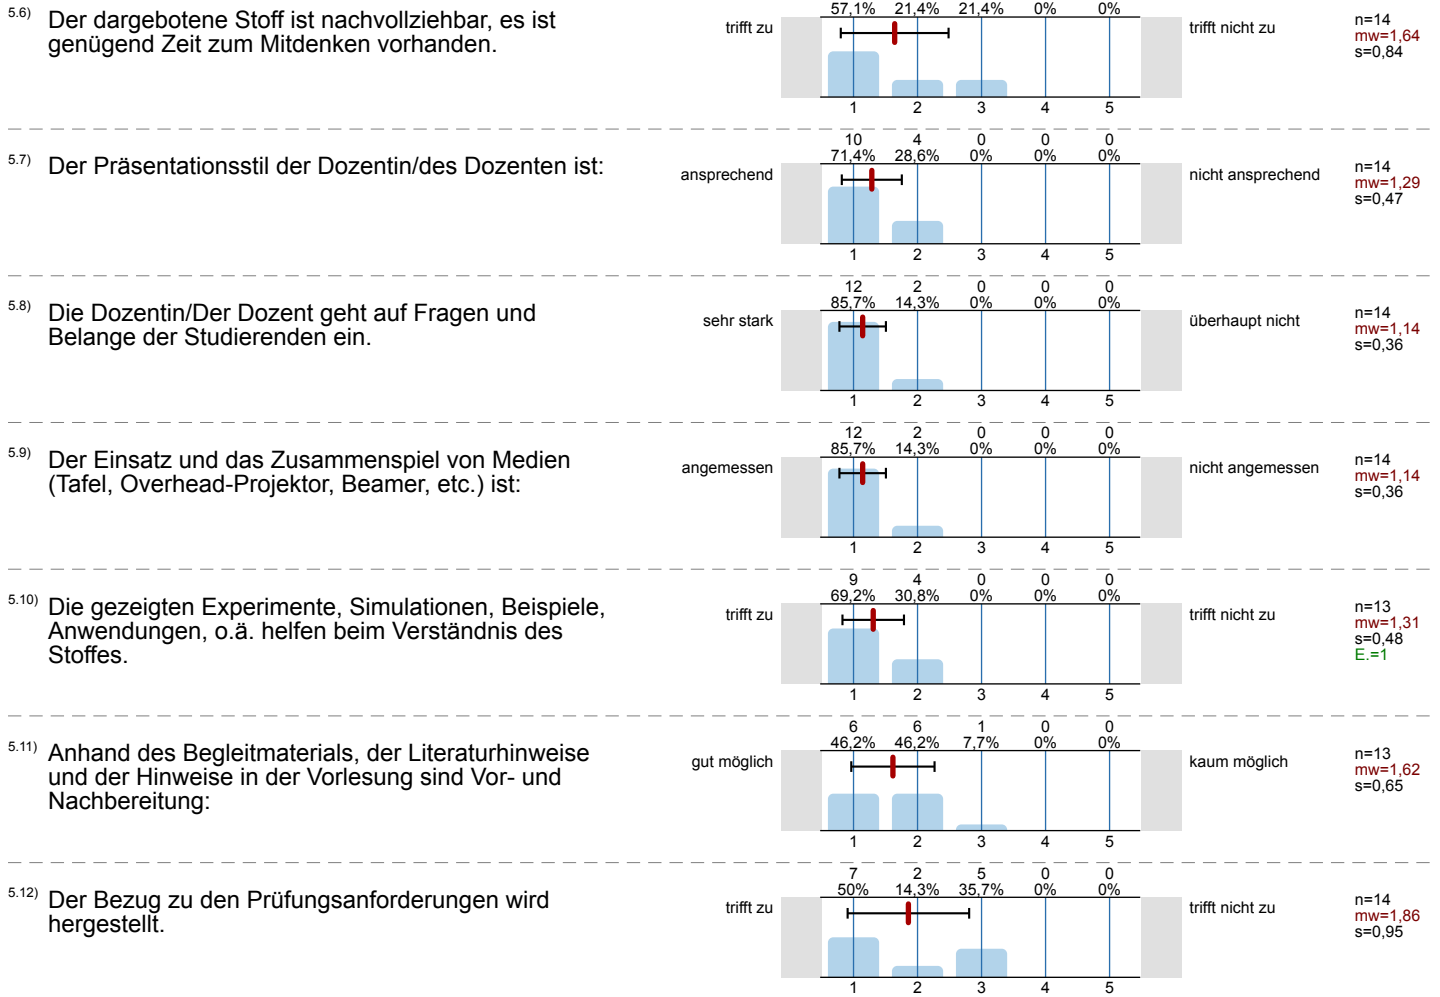 5.6) Der dargebotene Stoff ist nachvollziehbar, es ist
genügend Zeit zum Mitdenken vorhanden.
57,1% 21,4% 21,4% 0% 0%
trifft zu
trifft nicht zu
n=14
mw=1,64
s=0,84
1 2 3 4 5
5.7) Der Präsentationsstil der Dozentin/des Dozenten ist:
10 4 0 0 0
71,4% 28,6% 0% 0% 0%
ansprechend
nicht ansprechend
n=14
mw=1,29
s=0,47
1 2 3 4 5
5.8) Die Dozentin/Der Dozent geht auf Fragen und
Belange der Studierenden ein.
12 2 0 0 0
85,7% 14,3% 0% 0% 0%
sehr stark
überhaupt nicht
n=14
mw=1,14
s=0,36
1 2 3 4 5
5.9) Der Einsatz und das Zusammenspiel von Medien
(Tafel, Overhead-Projektor, Beamer, etc.) ist:
12 2 0 0 0
85,7% 14,3% 0% 0% 0%
angemessen
nicht angemessen
n=14
mw=1,14
s=0,36
1 2 3 4 5
5.10) Die gezeigten Experimente, Simulationen, Beispiele,
Anwendungen, o.ä. helfen beim Verständnis des
Stoffes.
9 4 0 0 0
69,2% 30,8% 0% 0% 0%
trifft zu
trifft nicht zu
n=13
mw=1,31
s=0,48
E.=1
1 2 3 4 5
5.11) Anhand des Begleitmaterials, der Literaturhinweise
und der Hinweise in der Vorlesung sind Vor- und
Nachbereitung:
6 6 1 0 0
46,2% 46,2% 7,7% 0% 0%
gut möglich
kaum möglich
n=13
mw=1,62
s=0,65
1 2 3 4 5
5.12) Der Bezug zu den Prüfungsanforderungen wird
hergestellt.
7 2 5 0 0
50% 14,3% 35,7% 0% 0%
trifft zu
trifft nicht zu
n=14
mw=1,86
s=0,95
1 2 3 4 5